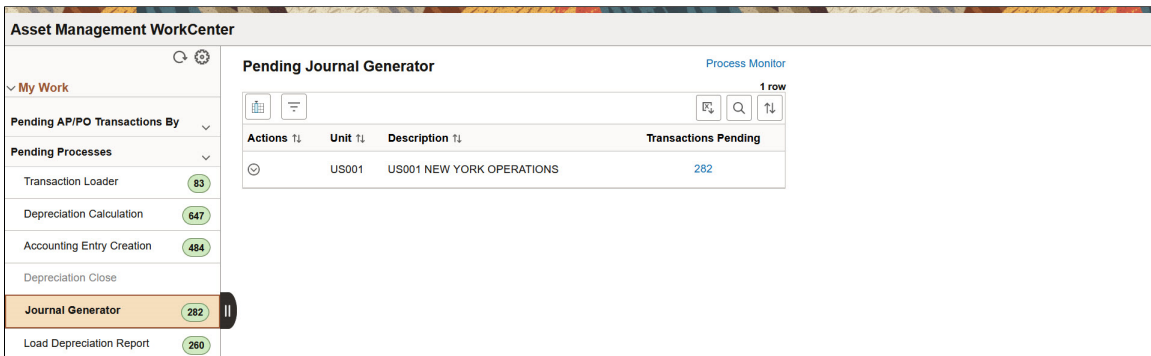 Asset Management WorkCenter
My Work
Pending AP/PO Transactions By
Pending Processes
Transaction Loader 83
Depreciation Calculation 647
Accounting Entry Creation 484
Depreciation Close
Journal Generator 282
Load Depreciation Report 260
Pending Journal Generator Process Monitor
1 row
Actions Unit Description Transactions Pending
US001 US001 NEW YORK OPERATIONS 282